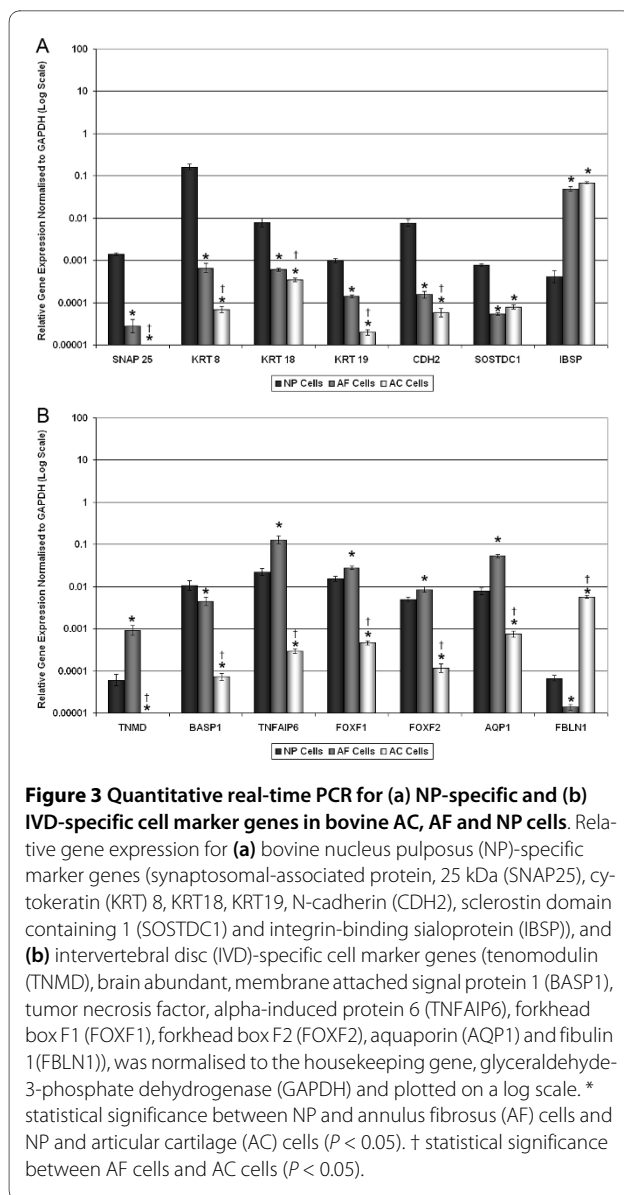 A
Relative Gene Expression Normalised to GAPDH (Log Scale)
100
10
1
0.1
0.01
0.001
0.0001
0.00001
* † * * † * * † * * † * * † * * * * *
SNAP 25 KRT 8 KRT 18 KRT 19 CDH2 SOSTDC1 IBSP
NP Cells AF Cells AC Cells
B
Relative Gene Expression Normalised to GAPDH (Log Scale)
100
10
1
0.1
0.01
0.001
0.0001
0.00001
* † * * † * * † * * † * * † * * † * * † *
TNMD BASP1 TNFAIP6 FOXF1 FOXF2 AQP1 FBLN1
NP Cells AF Cells AC Cells
Figure 3 Quantitative real-time PCR for (a) NP-specific and (b)
IVD-specific cell marker genes in bovine AC, AF and NP cells. Rela-
tive gene expression for (a) bovine nucleus pulposus (NP)-specific
marker genes (synaptosomal-associated protein, 25 kDa (SNAP25), cy-
tokeratin (KRT) 8, KRT18, KRT19, N-cadherin (CDH2), sclerostin domain
containing 1 (SOSTDC1) and integrin-binding sialoprotein (IBSP)), and
(b) intervertebral disc (IVD)-specific cell marker genes (tenomodulin
(TNMD), brain abundant, membrane attached signal protein 1 (BASP1),
tumor necrosis factor, alpha-induced protein 6 (TNFAIP6), forkhead
box F1 (FOXF1), forkhead box F2 (FOXF2), aquaporin (AQP1) and fibulin
1(FBLN1)), was normalised to the housekeeping gene, glyceraldehyde-
3-phosphate dehydrogenase (GAPDH) and plotted on a log scale. *
statistical significance between NP and annulus fibrosus (AF) cells and
NP and articular cartilage (AC) cells (P < 0.05). † statistical significance
between AF cells and AC cells (P < 0.05).